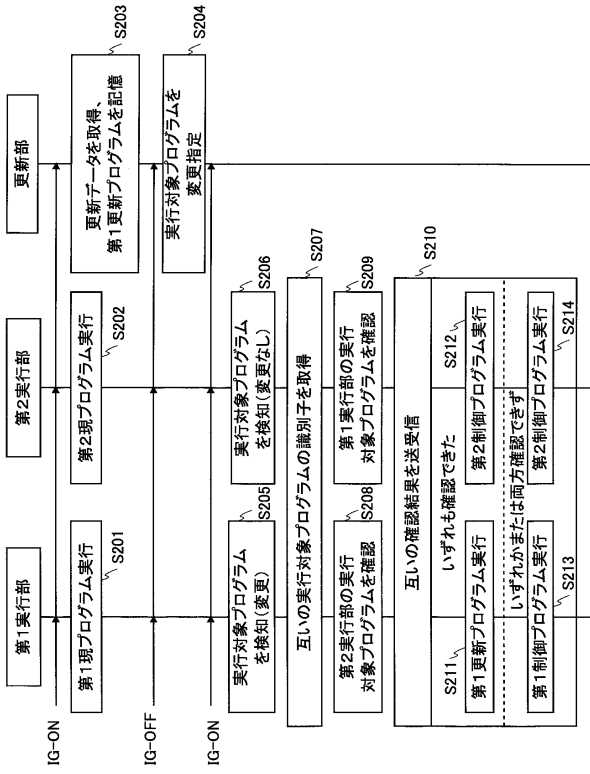 第1実行部
第2実行部
更新部
IG-ON
第1現プログラム実行
S201
第2現プログラム実行
S202
更新データを取得、
第1更新プログラムを記憶
S203
IG-OFF
実行対象プログラムを
変更指定
S204
IG-ON
実行対象プログラム
を検知(変更)
S205
実行対象プログラム
を検知(変更なし)
S206
互いの実行対象プログラムの識別子を取得
S207
第2実行部の実行
対象プログラムを確認
S208
第1実行部の実行
対象プログラムを確認
S209
互いの確認結果を送受信
S210
いずれも確認できた
S211
第1更新プログラム実行
S212
第2制御プログラム実行
いずれかまたは両方確認できず
第1制御プログラム実行
S213
第2制御プログラム実行
S214